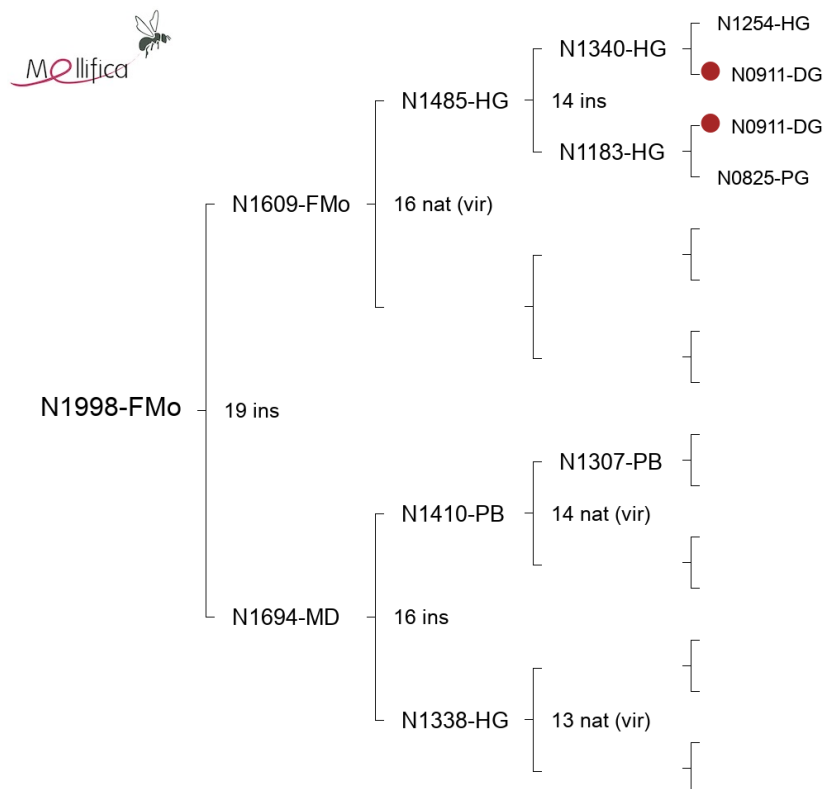 Mellifica
N1254-HG
N1340-HG
N0911-DG
N1485-HG
14 ins
N0911-DG
N1183-HG
N0825-PG
N1609-FMo
16 nat (vir)
N1998-FMo
19 ins
N1307-PB
N1410-PB
14 nat (vir)
N1694-MD
16 ins
N1338-HG
13 nat (vir)